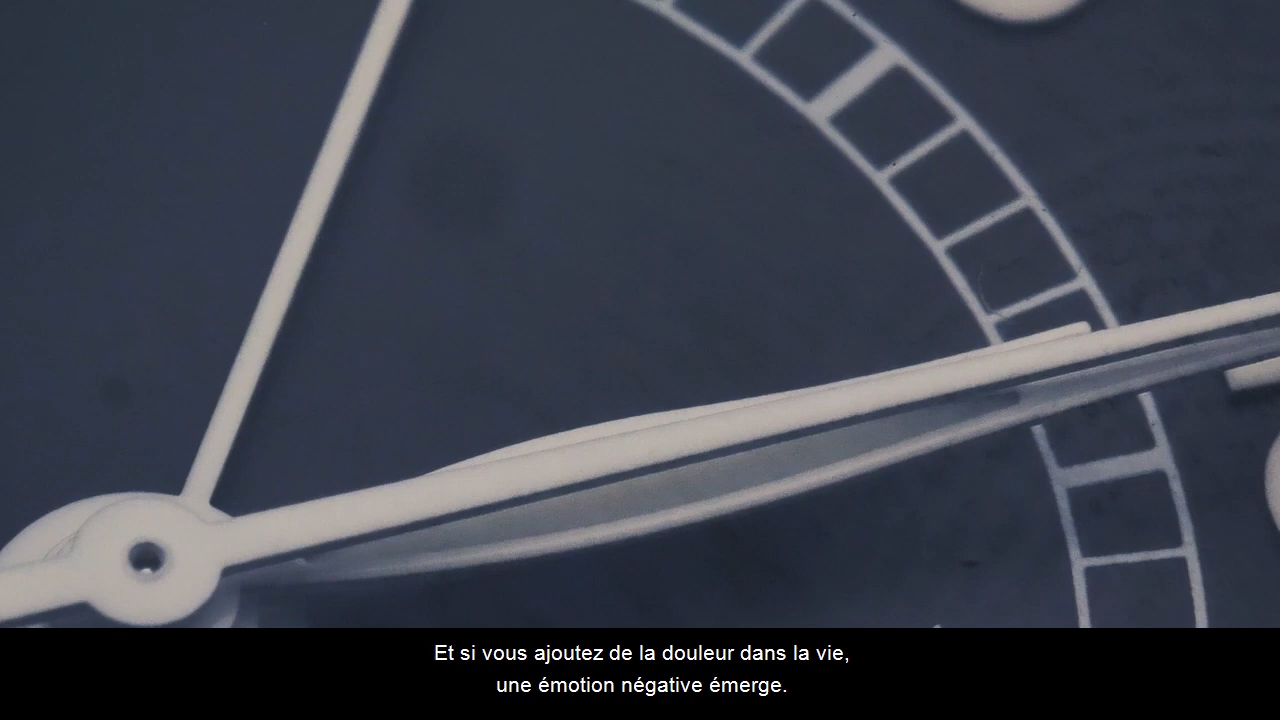 Et si vous ajoutez de la douleur dans la vie,
une émotion négative émerge.